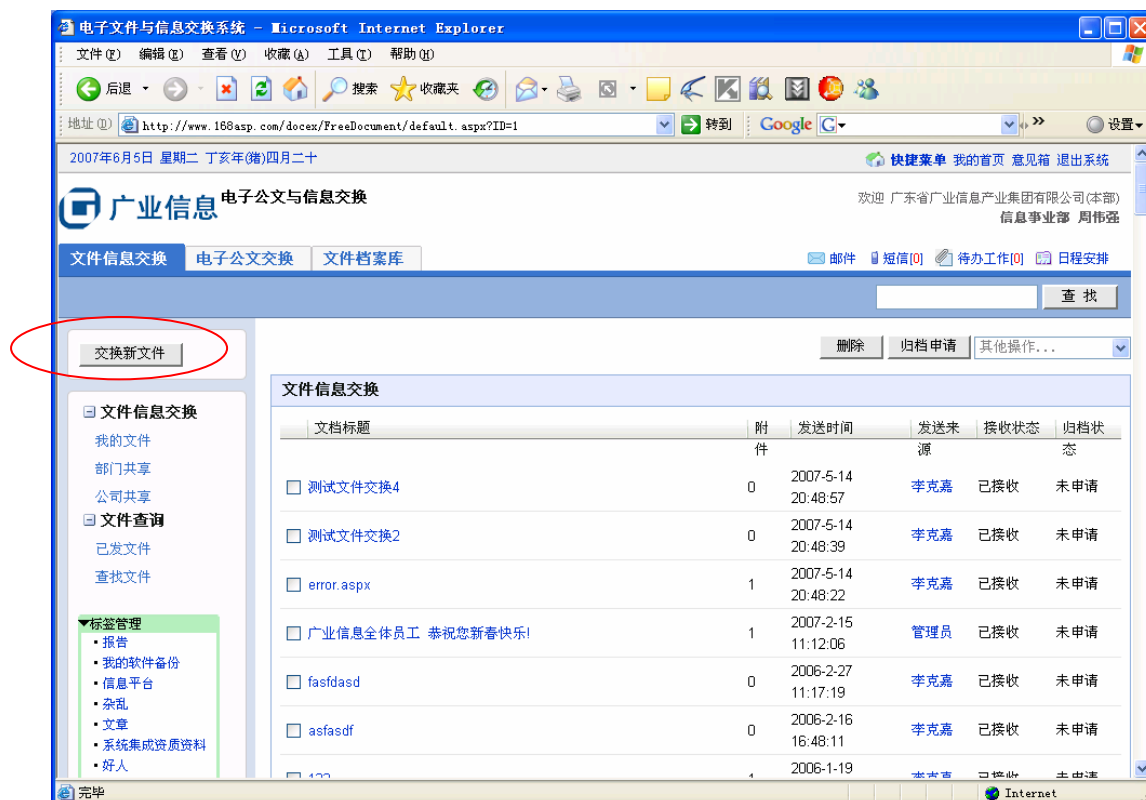 电子文件与信息交换系统 - Microsoft Internet Explorer
文件(F) 编辑(E) 查看(V) 收藏(A) 工具(T) 帮助(H)
后退 搜索 收藏夹
地址(D) http://www.168asp.com/docex/FreeDocument/default.aspx?ID=1 转到 Google G 设置
2007年6月5日 星期二 丁亥年(猪)四月二十 快捷菜单 我的首页 意见箱 退出系统
广业信息 电子公文与信息交换 欢迎 广东省广业信息产业集团有限公司(本部)
信息事业部 周伟强
文件信息交换 电子公文交换 文件档案库 邮件 短信[0] 待办工作[0] 日程安排
查 找
交换新文件 删除 归档申请 其他操作...
文件信息交换
文档标题 附件 发送时间 发送来源 接收状态 归档状态
测试文件交换4 0 2007-5-14 20:48:57 李克嘉 已接收 未申请
测试文件交换2 0 2007-5-14 20:48:39 李克嘉 已接收 未申请
error.aspx 1 2007-5-14 20:48:22 李克嘉 已接收 未申请
广业信息全体员工 恭祝您新春快乐! 1 2007-2-15 11:12:06 管理员 已接收 未申请
fasfdasd 0 2006-2-27 11:17:19 李克嘉 已接收 未申请
asfasdf 0 2006-2-16 16:48:11 李克嘉 已接收 未申请
2006-1-19
文件信息交换
我的文件
部门共享
公司共享
文件查询
已发文件
查找文件
▼标签管理
▪ 报告
▪ 我的软件备份
▪ 信息平台
▪ 杂乱
▪ 文章
▪ 系统集成资质资料
▪ 好人
完毕 Internet